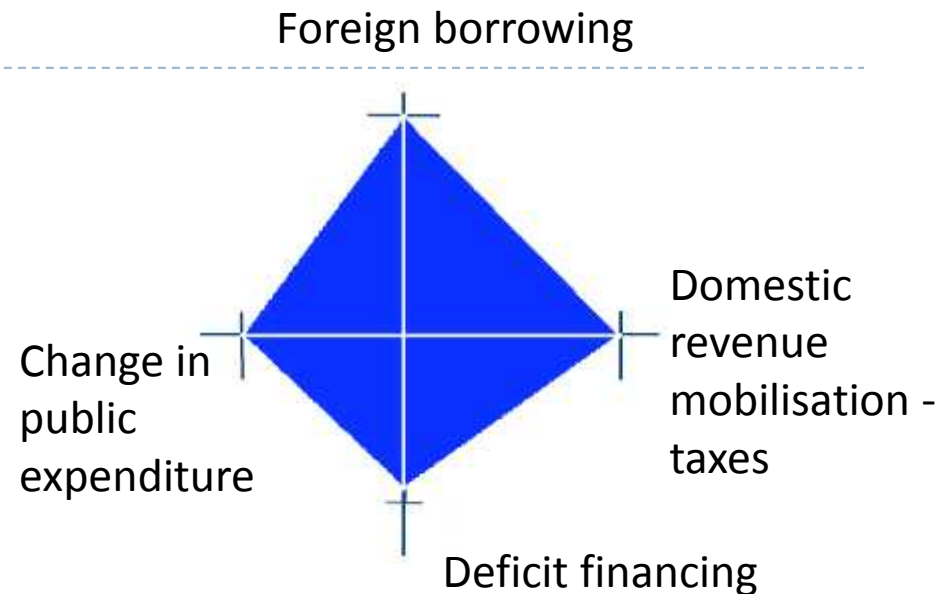 Foreign borrowing
Domestic
revenue
mobilisation -
taxes
Change in
public
expenditure
Deficit financing